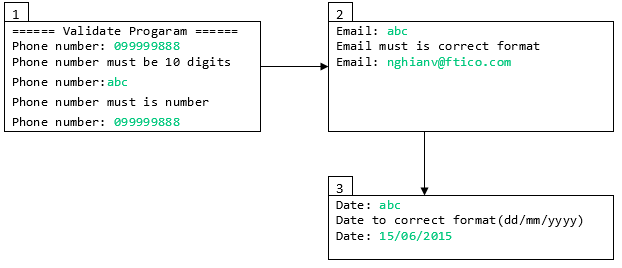 1
====== Validate Progaram ======
Phone number: 099999888
Phone number must be 10 digits
Phone number:abc
Phone number must is number
Phone number: 099999888
2
Email: abc
Email must is correct format
Email: nghianv@ftico.com
3
Date: abc
Date to correct format(dd/mm/yyyy)
Date: 15/06/2015